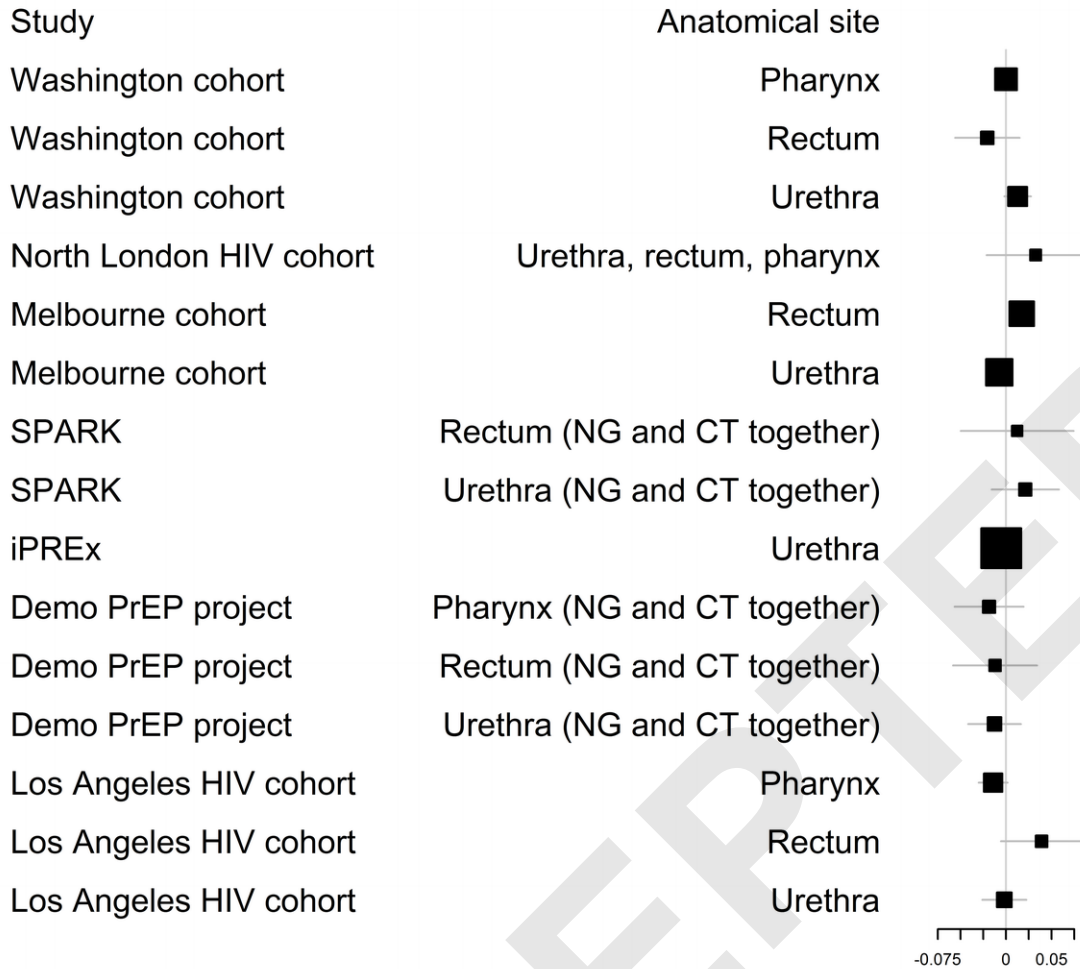 Study Anatomical site
Washington cohort Pharynx
Washington cohort Rectum
Washington cohort Urethra
North London HIV cohort Urethra, rectum, pharynx
Melbourne cohort Rectum
Melbourne cohort Urethra
SPARK Rectum (NG and CT together)
SPARK Urethra (NG and CT together)
iPREx Urethra
Demo PrEP project Pharynx (NG and CT together)
Demo PrEP project Rectum (NG and CT together)
Demo PrEP project Urethra (NG and CT together)
Los Angeles HIV cohort Pharynx
Los Angeles HIV cohort Rectum
Los Angeles HIV cohort Urethra
-0.075 0 0.05
EPTE